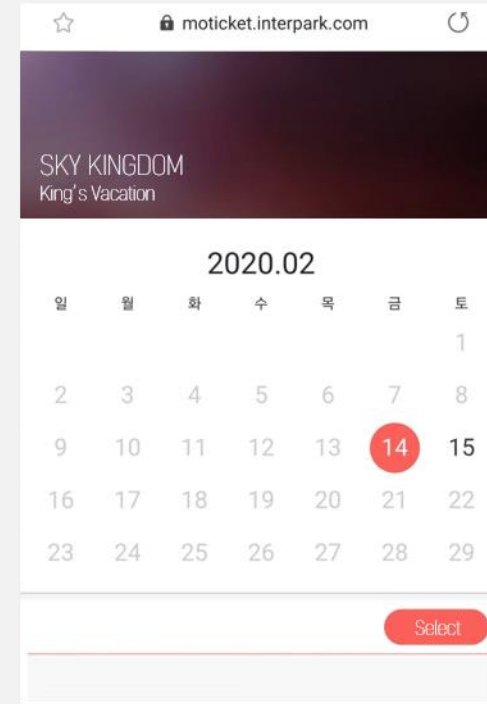 moticket.interpark.com
SKY KINGDOM
King's Vacation
2020.02
일 월 화 수 목 금 토
1
2 3 4 5 6 7 8
9 10 11 12 13 14 15
16 17 18 19 20 21 22
23 24 25 26 27 28 29
Select